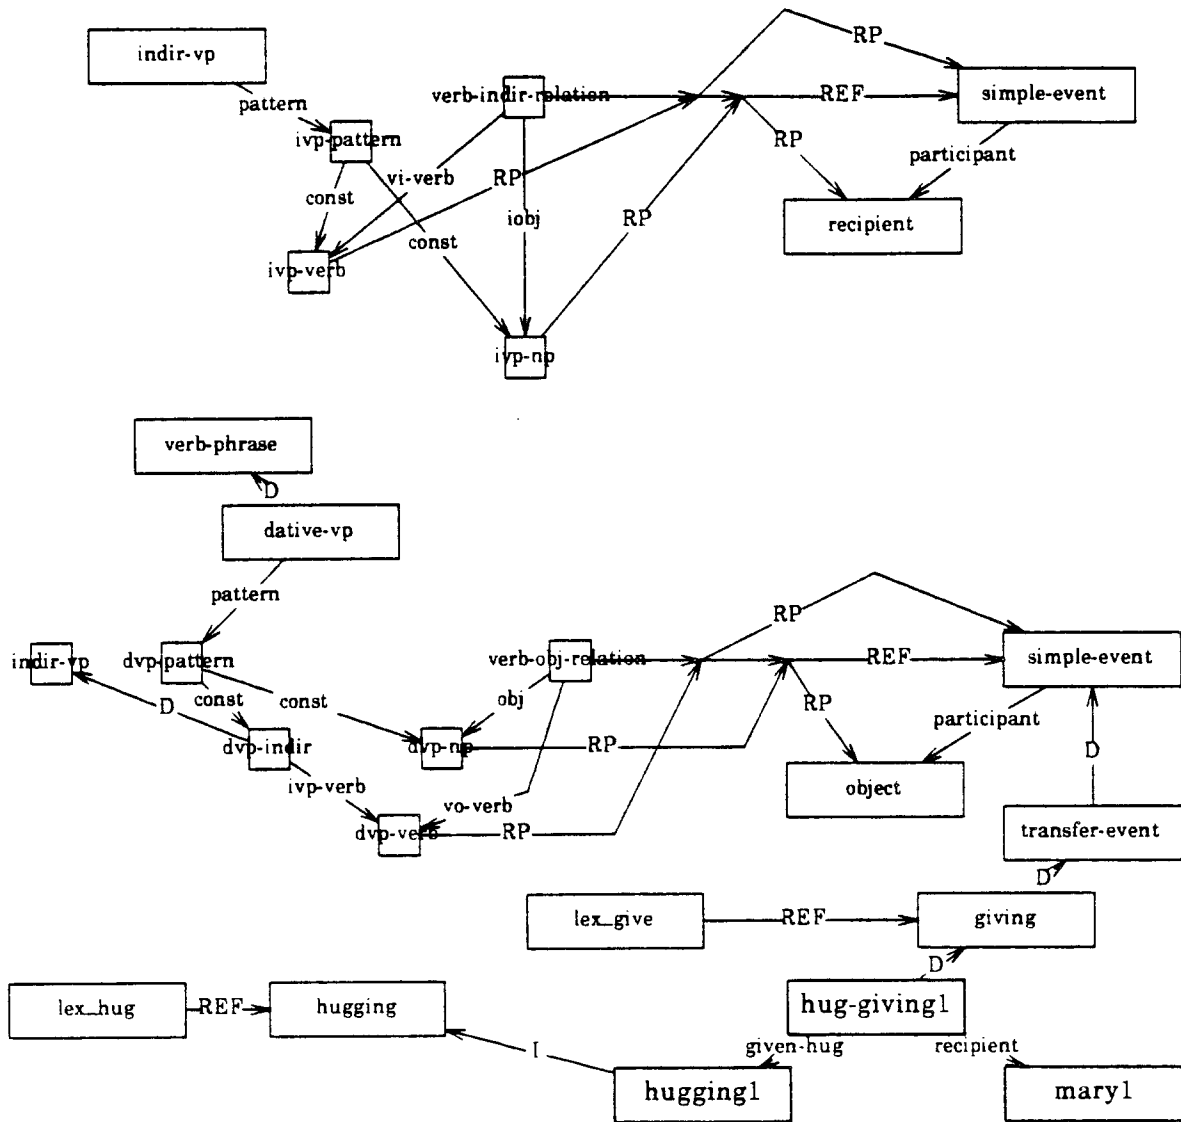 RP
indir-vp
verb-indir-relation
REF
simple-event
pattern
ivp-pattern
RP
participant
vi-verb
RP
const
recipient
iobj
RP
const
ivp-verb
ivp-np
verb-phrase
D
dative-vp
pattern
RP
indir-vp
dvp-pattern
verb-obj-relation
REF
simple-event
const
const
D
obj
RP
participant
dvp-indir
dvp-np
RP
D
ivp-verb
vo-verb
object
dvp-verb
RP
transfer-event
D
lex_give
REF
giving
D
lex_hug
REF
hugging
hug-giving1
given-hug
recipient
I
hugging1
mary1